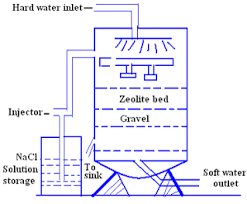 Hard water inlet
Zeolite bed
Injector
Gravel
NaCl
Solution
storage
To
sink
Soft water
outlet